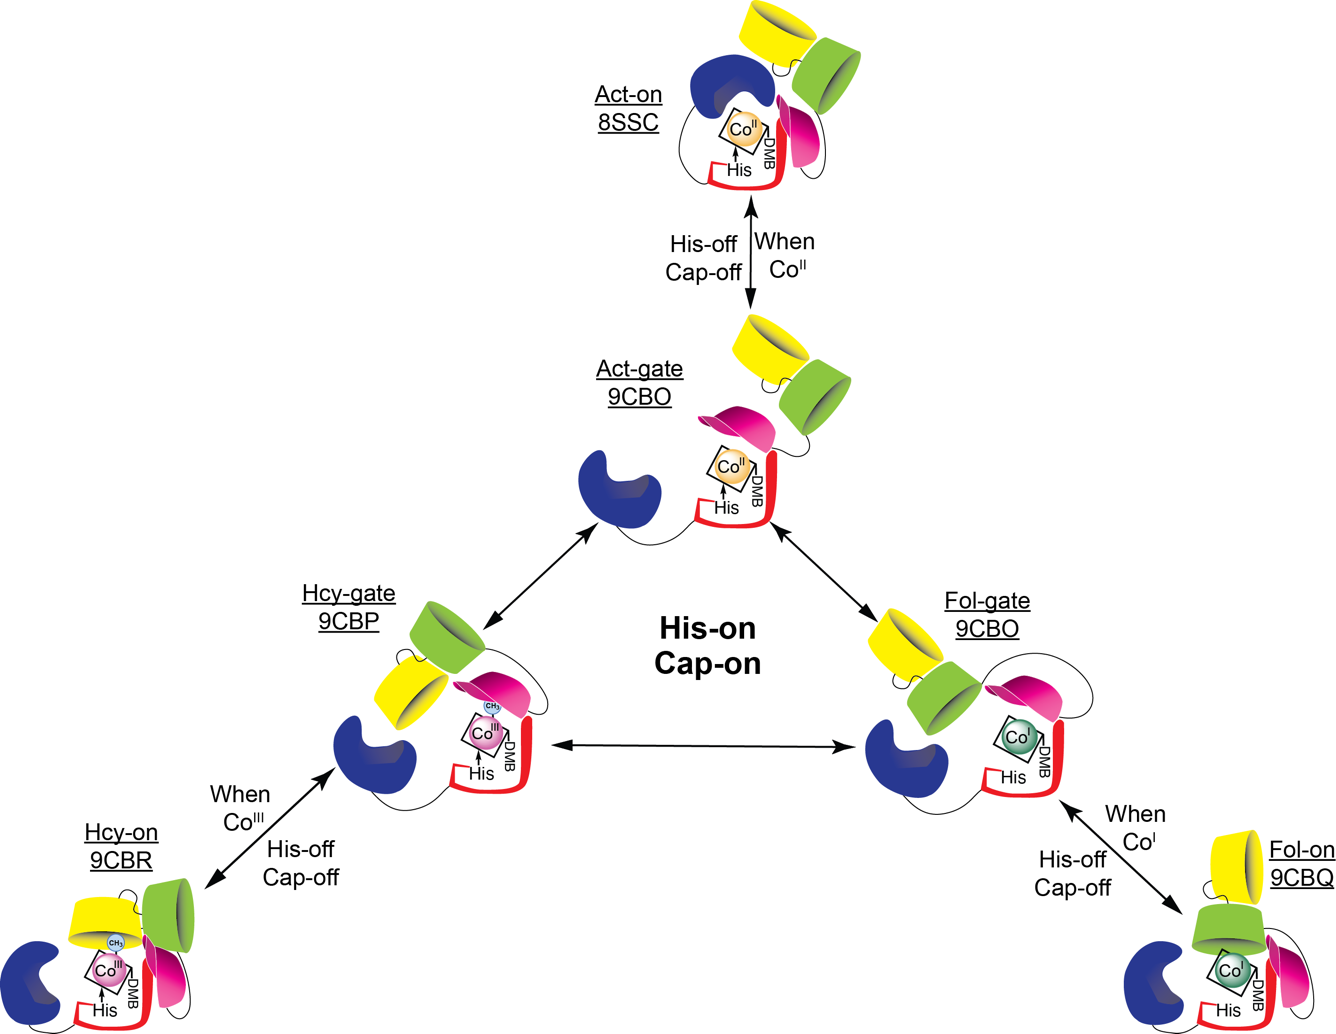 Act-on
8SSC
Co^II
DMB
His
His-off
Cap-off
When
Co^II
Act-gate
9CBO
Co^II
DMB
His
Hcy-gate
9CBP
CH₃
Co^III
DMB
His
His-on
Cap-on
Fol-gate
9CBO
Co^I
DMB
His
When
Co^III
His-off
Cap-off
When
Co^I
His-off
Cap-off
Hcy-on
9CBR
CH₃
Co^III
DMB
His
Fol-on
9CBQ
Co^I
DMB
His